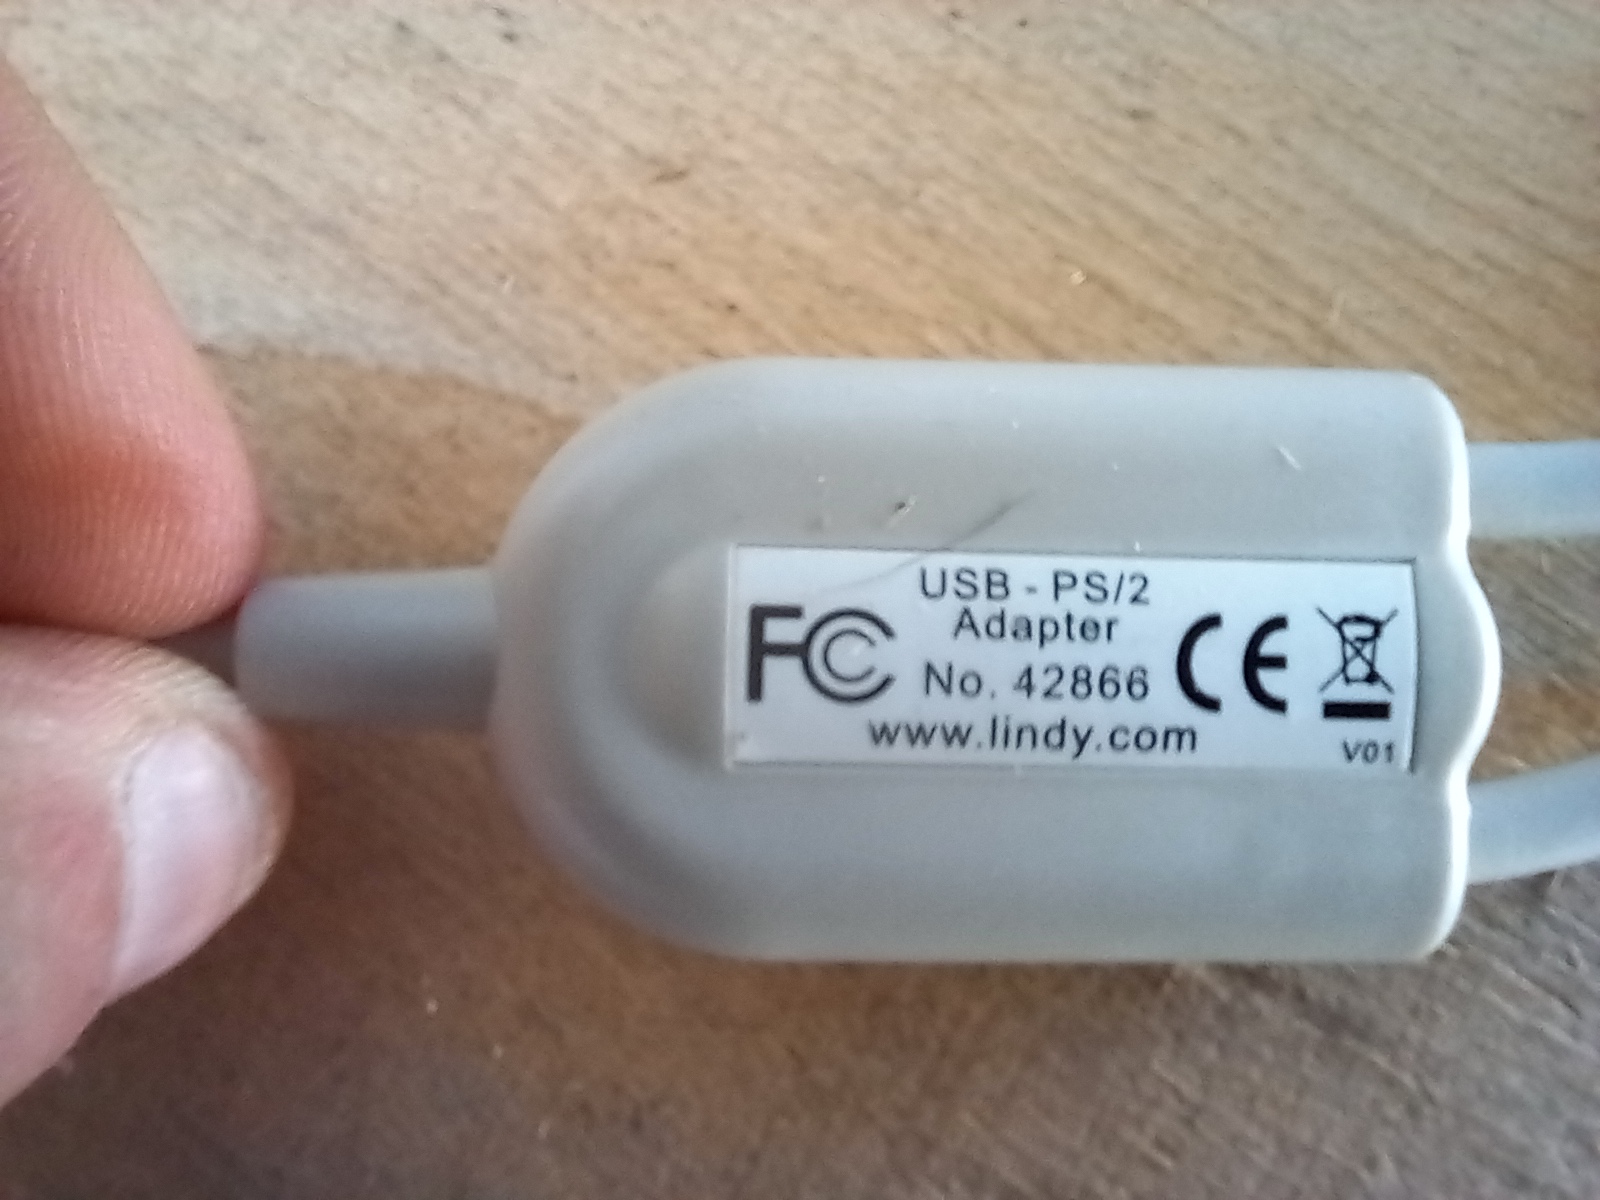 USB - PS/2
Adapter
FC CE
No. 42866
www.lindy.com
V01